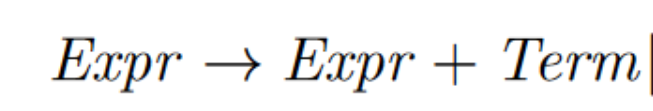 Expr → Expr + Term